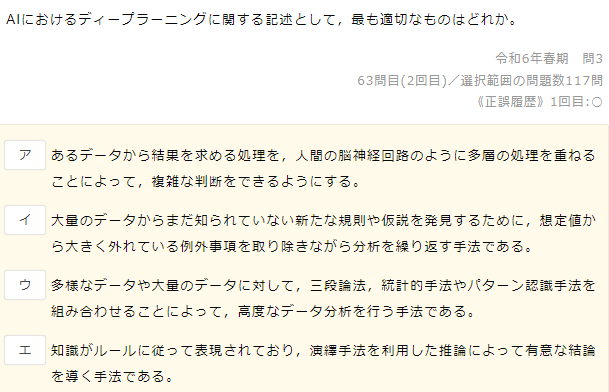 AIにおけるディープラーニングに関する記述として，最も適切なものはどれか。
令和6年春期　問3
63問目(2回目)／選択範囲の問題数117問
《正誤履歴》1回目:○
ア
あるデータから結果を求める処理を，人間の脳神経回路のように多層の処理を重ねる
ことによって，複雑な判断をできるようにする。
イ
大量のデータからまだ知られていない新たな規則や仮説を発見するために，想定値か
ら大きく外れている例外事項を取り除きながら分析を繰り返す手法である。
ウ
多様なデータや大量のデータに対して，三段論法，統計的手法やパターン認識手法を
組み合わせることによって，高度なデータ分析を行う手法である。
エ
知識がルールに従って表現されており，演繹手法を利用した推論によって有意な結論
を導く手法である。